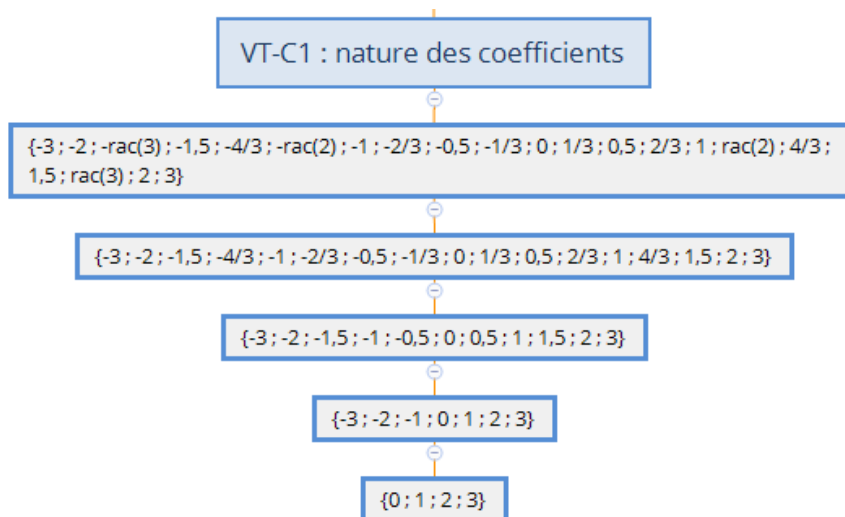 VT-C1 : nature des coefficients
{-3 ; -2 ; -rac(3) ; -1,5 ; -4/3 ; -rac(2) ; -1 ; -2/3 ; -0,5 ; -1/3 ; 0 ; 1/3 ; 0,5 ; 2/3 ; 1 ; rac(2) ; 4/3 ;
1,5 ; rac(3) ; 2 ; 3}
{-3 ; -2 ; -1,5 ; -4/3 ; -1 ; -2/3 ; -0,5 ; -1/3 ; 0 ; 1/3 ; 0,5 ; 2/3 ; 1 ; 4/3 ; 1,5 ; 2 ; 3}
{-3 ; -2 ; -1,5 ; -1 ; -0,5 ; 0 ; 0,5 ; 1 ; 1,5 ; 2 ; 3}
{-3 ; -2 ; -1 ; 0 ; 1 ; 2 ; 3}
{0 ; 1 ; 2 ; 3}